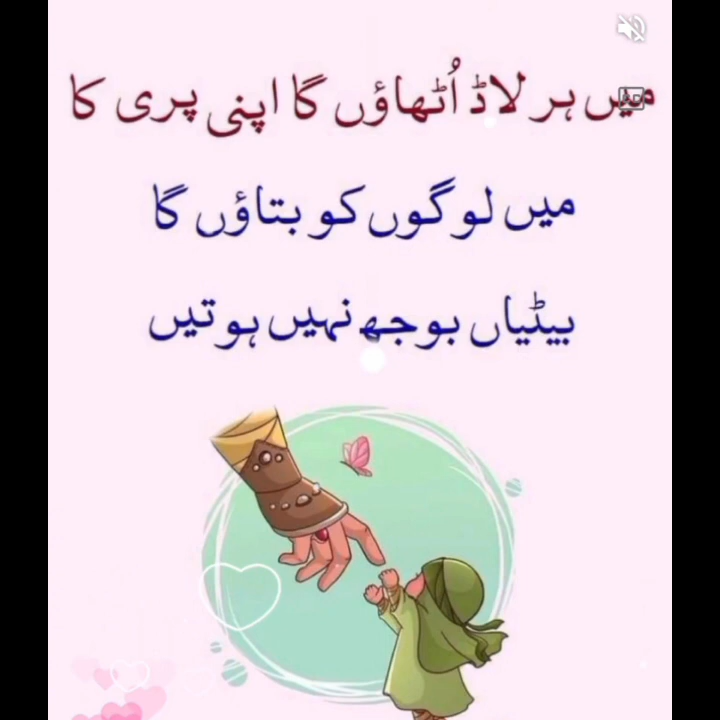 میں ہر لاڈ اُٹھاؤں گا اپنی پری کا
میں لوگوں کو بتاؤں گا
بیٹیاں بوجھ نہیں ہوتیں